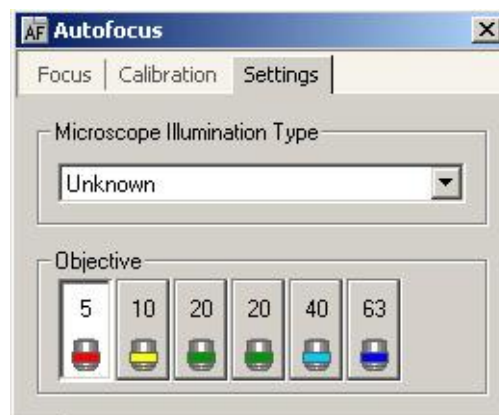 AF Autofocus
Focus Calibration Settings
Microscope Illumination Type
Unknown
Objective
5 10 20 20 40 63